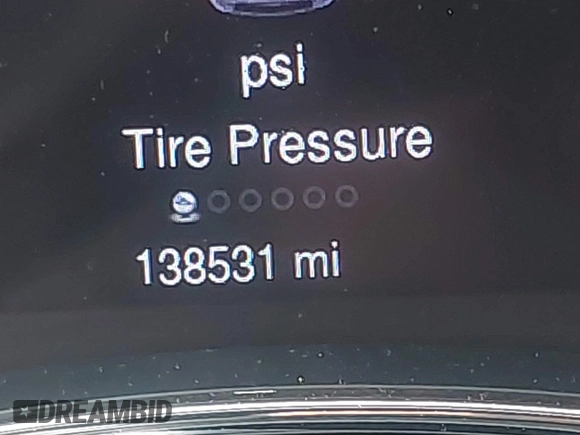 psi
Tire Pressure
138531 mi
DREAMBID